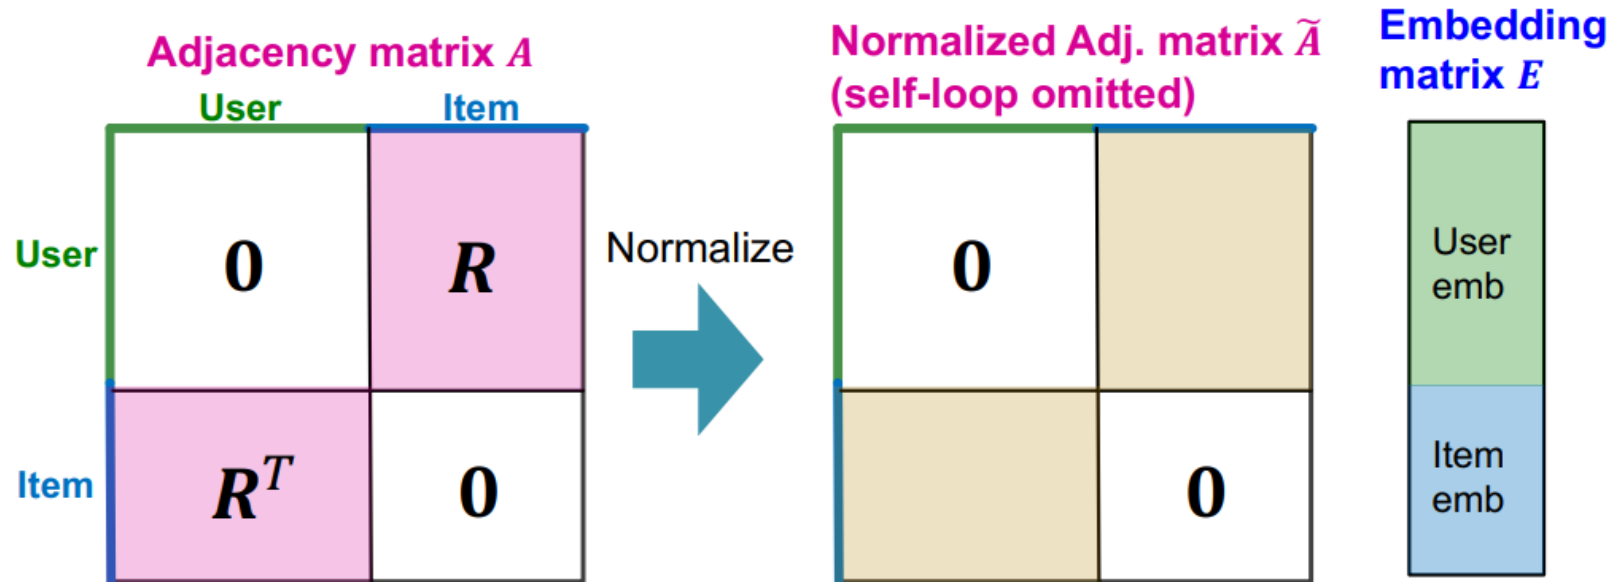 Adjacency matrix A
User Item
User
0
R
Item
R^T
0
Normalize
Normalized Adj. matrix Ã
(self-loop omitted)
0
0
Embedding
matrix E
User
emb
Item
emb